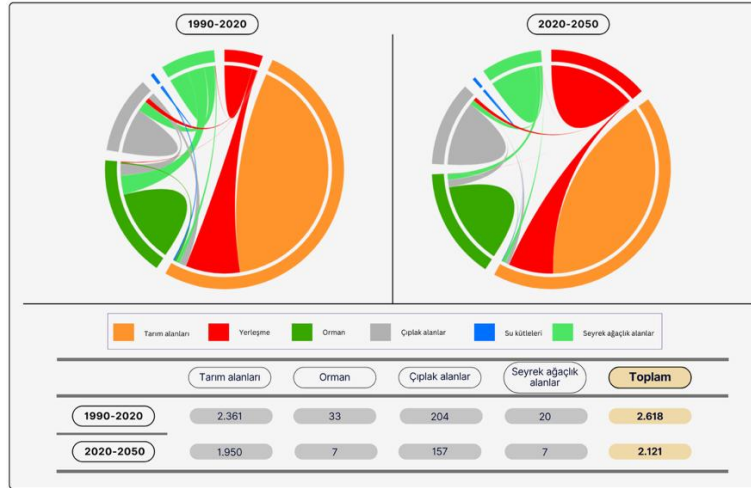 1990-2020
2020-2050
Tarım alanları
Yerleşme
Orman
Çıplak alanlar
Su kütleleri
Seyrek ağaçlık alanlar
Tarım alanları
Orman
Çıplak alanlar
Seyrek ağaçlık
alanlar
Toplam
1990-2020
2.361
33
204
20
2.618
2020-2050
1.950
7
157
7
2.121